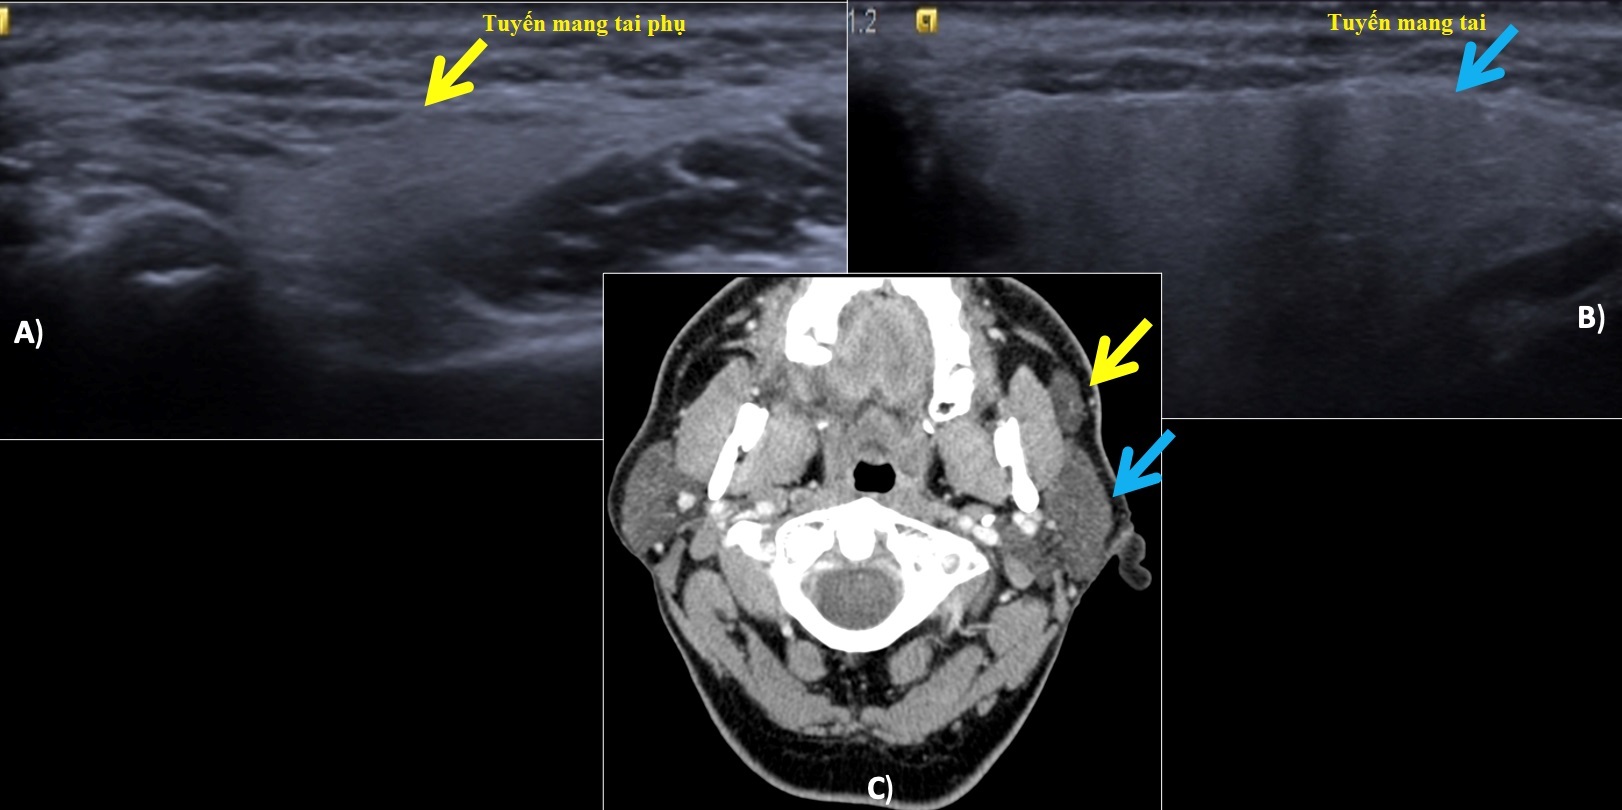 Tuyến mang tai phụ
1.2
Tuyến mang tai
A)
B)
C)